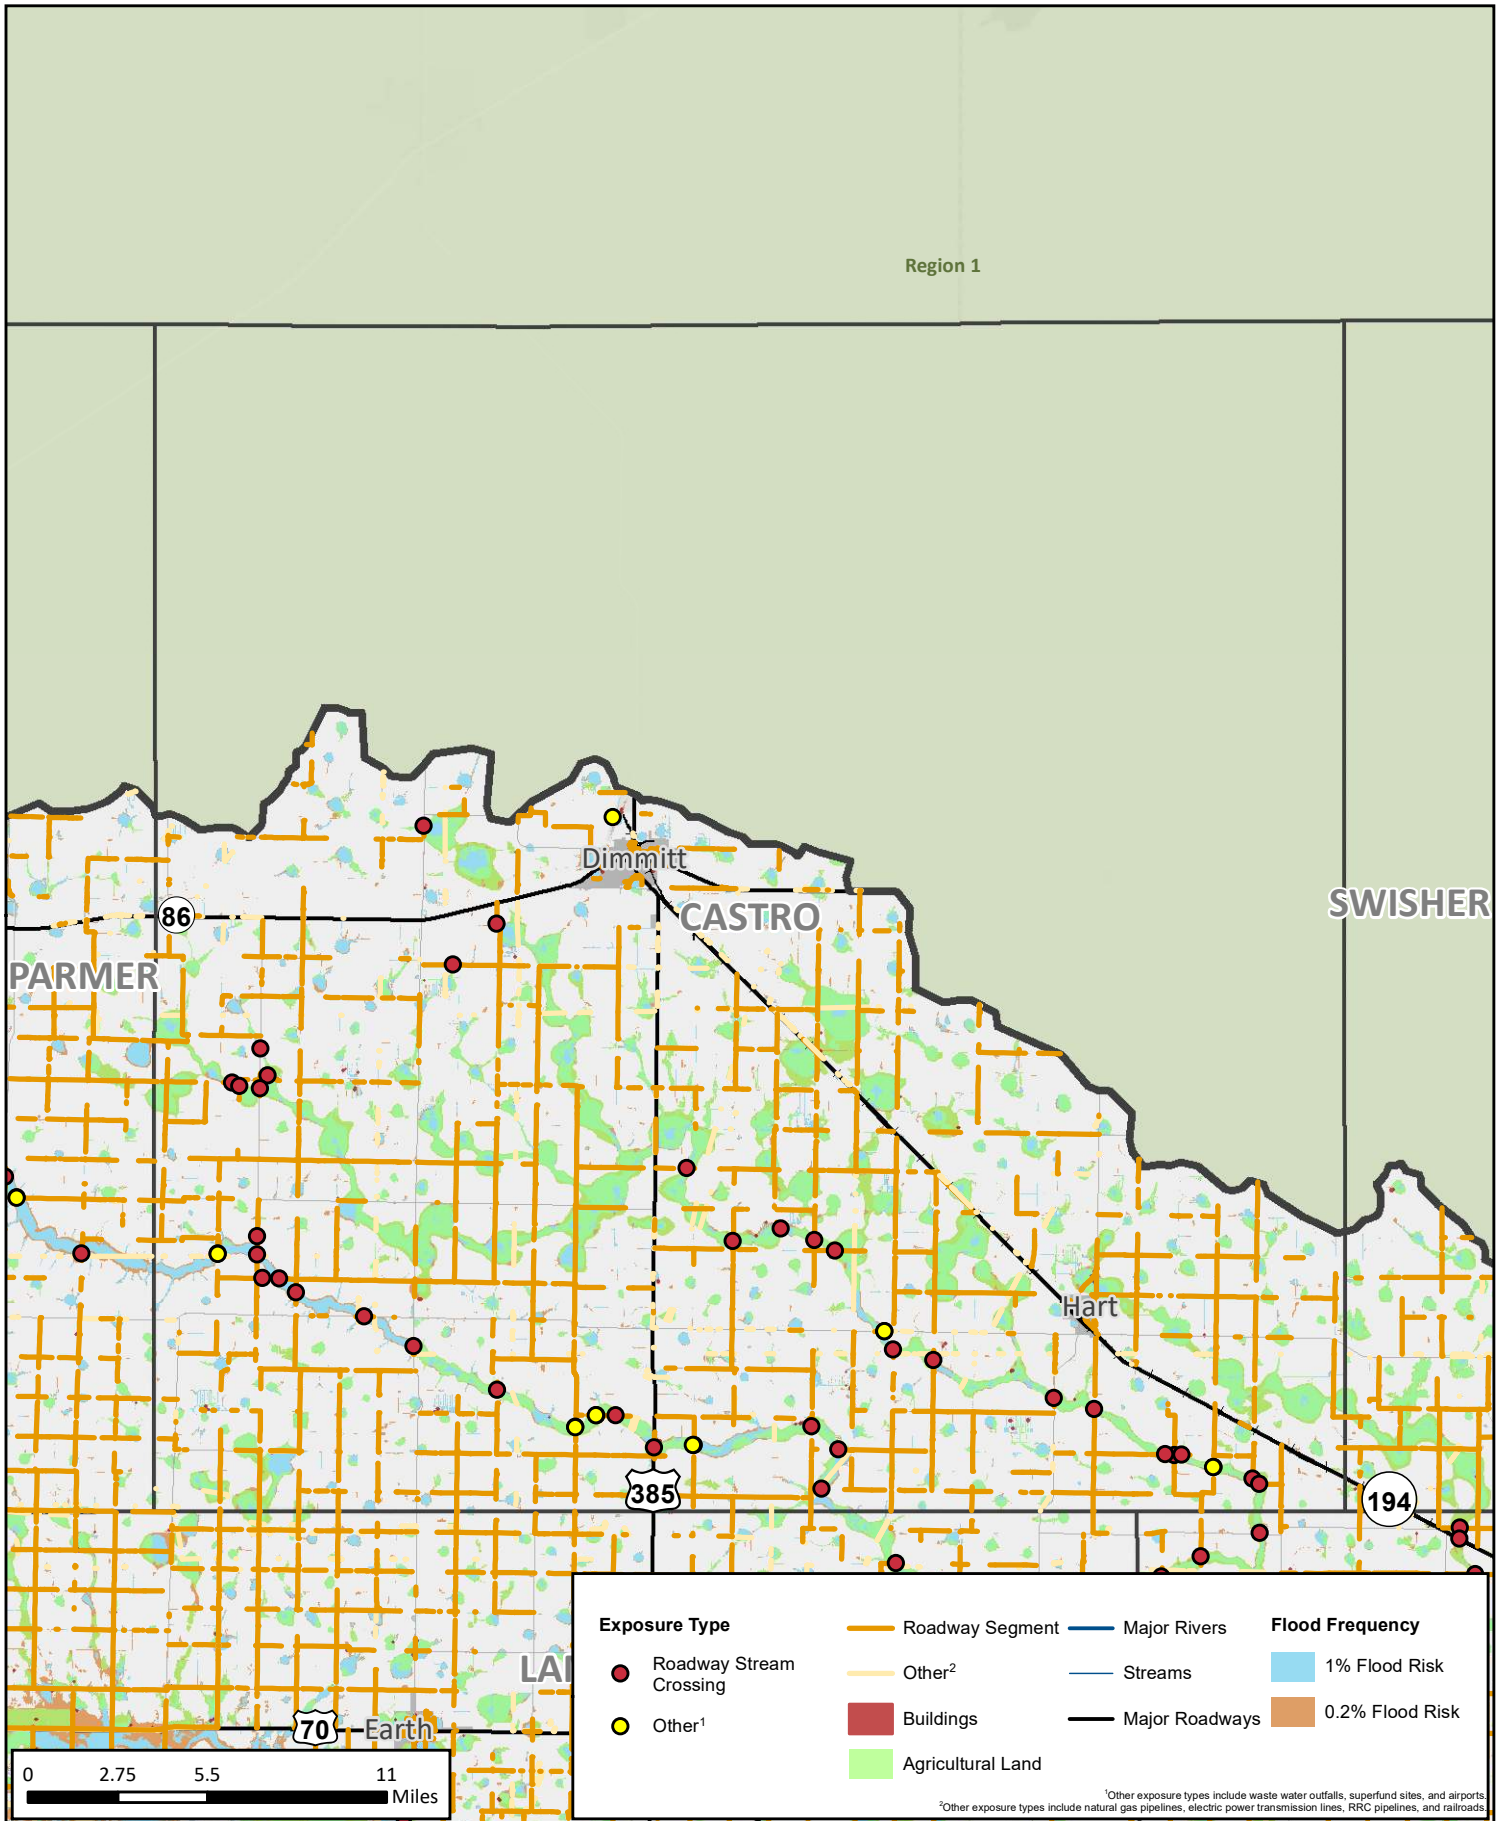 Region 1
Dimmitt
SWISHER
86
CASTRO
PARMER
Hart
385
194
LA
70
Earth
0 2.75 5.5 11
Miles
Exposure Type
Roadway Stream
Crossing
Other1
Roadway Segment
Other2
Buildings
Agricultural Land
Major Rivers
Streams
Major Roadways
Flood Frequency
1% Flood Risk
0.2% Flood Risk
1Other exposure types include waste water outfalls, superfund sites, and airports.
2Other exposure types include natural gas pipelines, electric power transmission lines, RRC pipelines, and railroads.